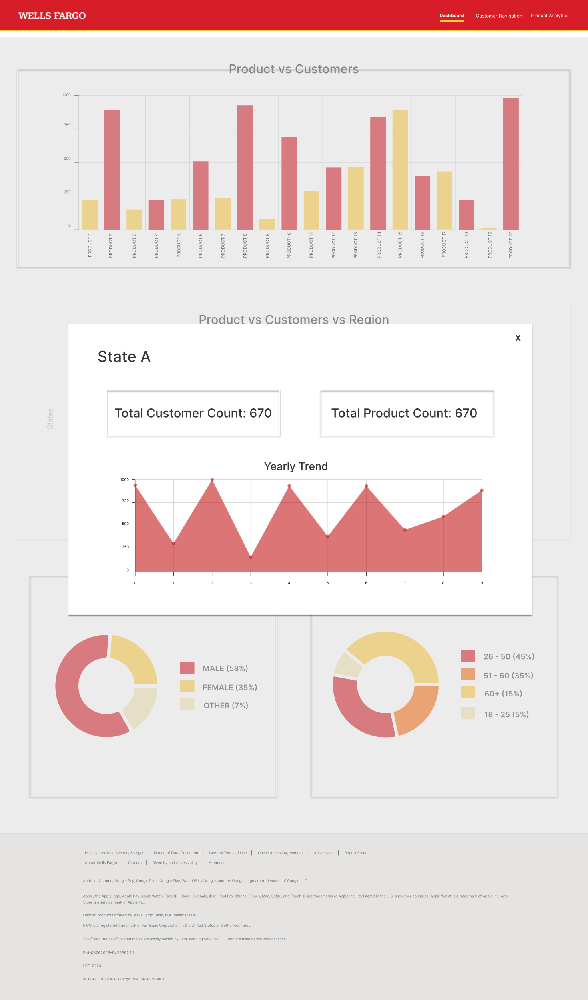 WELLS FARGO
Dashboard
Customer Navigation
Product Analytics
Product vs Customers
1000
750
500
250
0
PRODUCT 1
PRODUCT 2
PRODUCT 3
PRODUCT 4
PRODUCT 5
PRODUCT 6
PRODUCT 7
PRODUCT 8
PRODUCT 9
PRODUCT 10
PRODUCT 11
PRODUCT 12
PRODUCT 13
PRODUCT 14
PRODUCT 15
PRODUCT 16
PRODUCT 17
PRODUCT 18
PRODUCT 19
PRODUCT 20
Product vs Customers vs Region
X
State A
States
Total Customer Count: 670
Total Product Count: 670
Yearly Trend
1000
750
500
250
0
0 1 2 3 4 5 6 7 8 9
MALE (58%)
FEMALE (35%)
OTHER (7%)
26 - 50 (45%)
51 - 60 (35%)
60+ (15%)
18 - 25 (5%)
Privacy, Cookies, Security & Legal | Notice of Data Collection | General Terms of Use | Online Access Agreement | Ad Choices | Report Fraud
About Wells Fargo | Careers | Diversity and Accessibility | Sitemap
Android, Chrome, Google Pay, Google Pixel, Google Play, Wear OS by Google, and the Google Logo are trademarks of Google LLC.
Apple, the Apple logo, Apple Pay, Apple Watch, Face ID, iCloud Keychain, iPad, iPad Pro, iPhone, iTunes, Mac, Safari, and Touch ID are trademarks of Apple Inc., registered in the U.S. and other countries. Apple Wallet is a trademark of Apple Inc. App
Store is a service mark of Apple Inc.
Deposit products offered by Wells Fargo Bank, N.A. Member FDIC.
FICO is a registered trademark of Fair Isaac Corporation in the United States and other countries.
Zelle® and the Zelle® related marks are wholly owned by Early Warning Services, LLC and are used herein under license.
PM-08262025-6425362.1.1
LRC-0224
© 1999 - 2024 Wells Fargo. NMLSR ID 399801